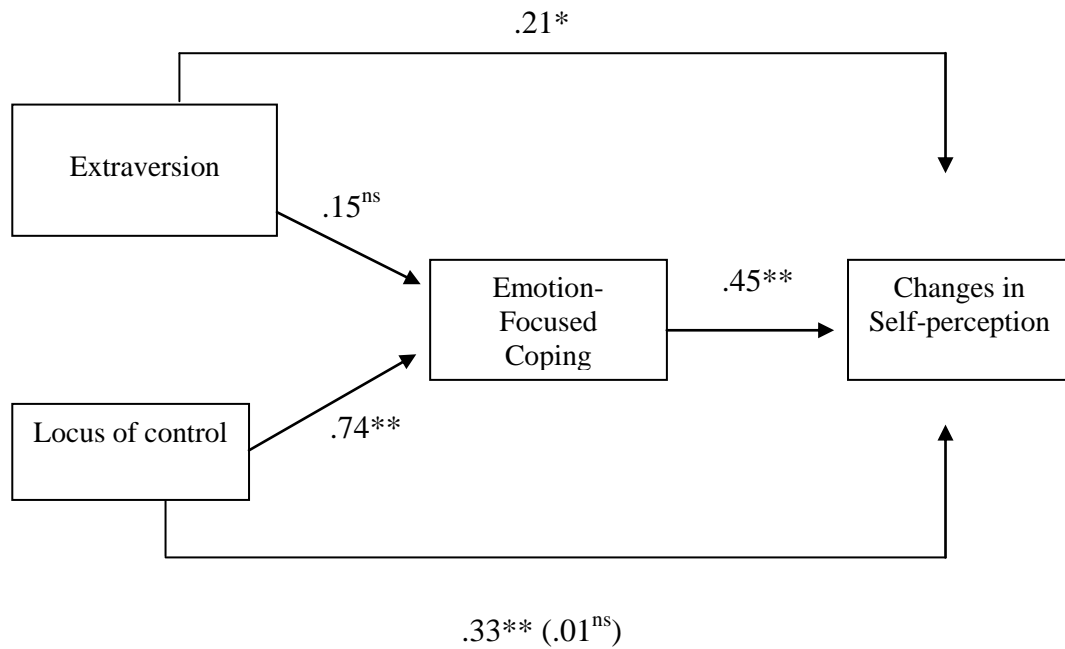 .21*
Extraversion
.15ns
Emotion-
Focused
Coping
.45**
Changes in
Self-perception
Locus of control
.74**
.33** (.01ns)